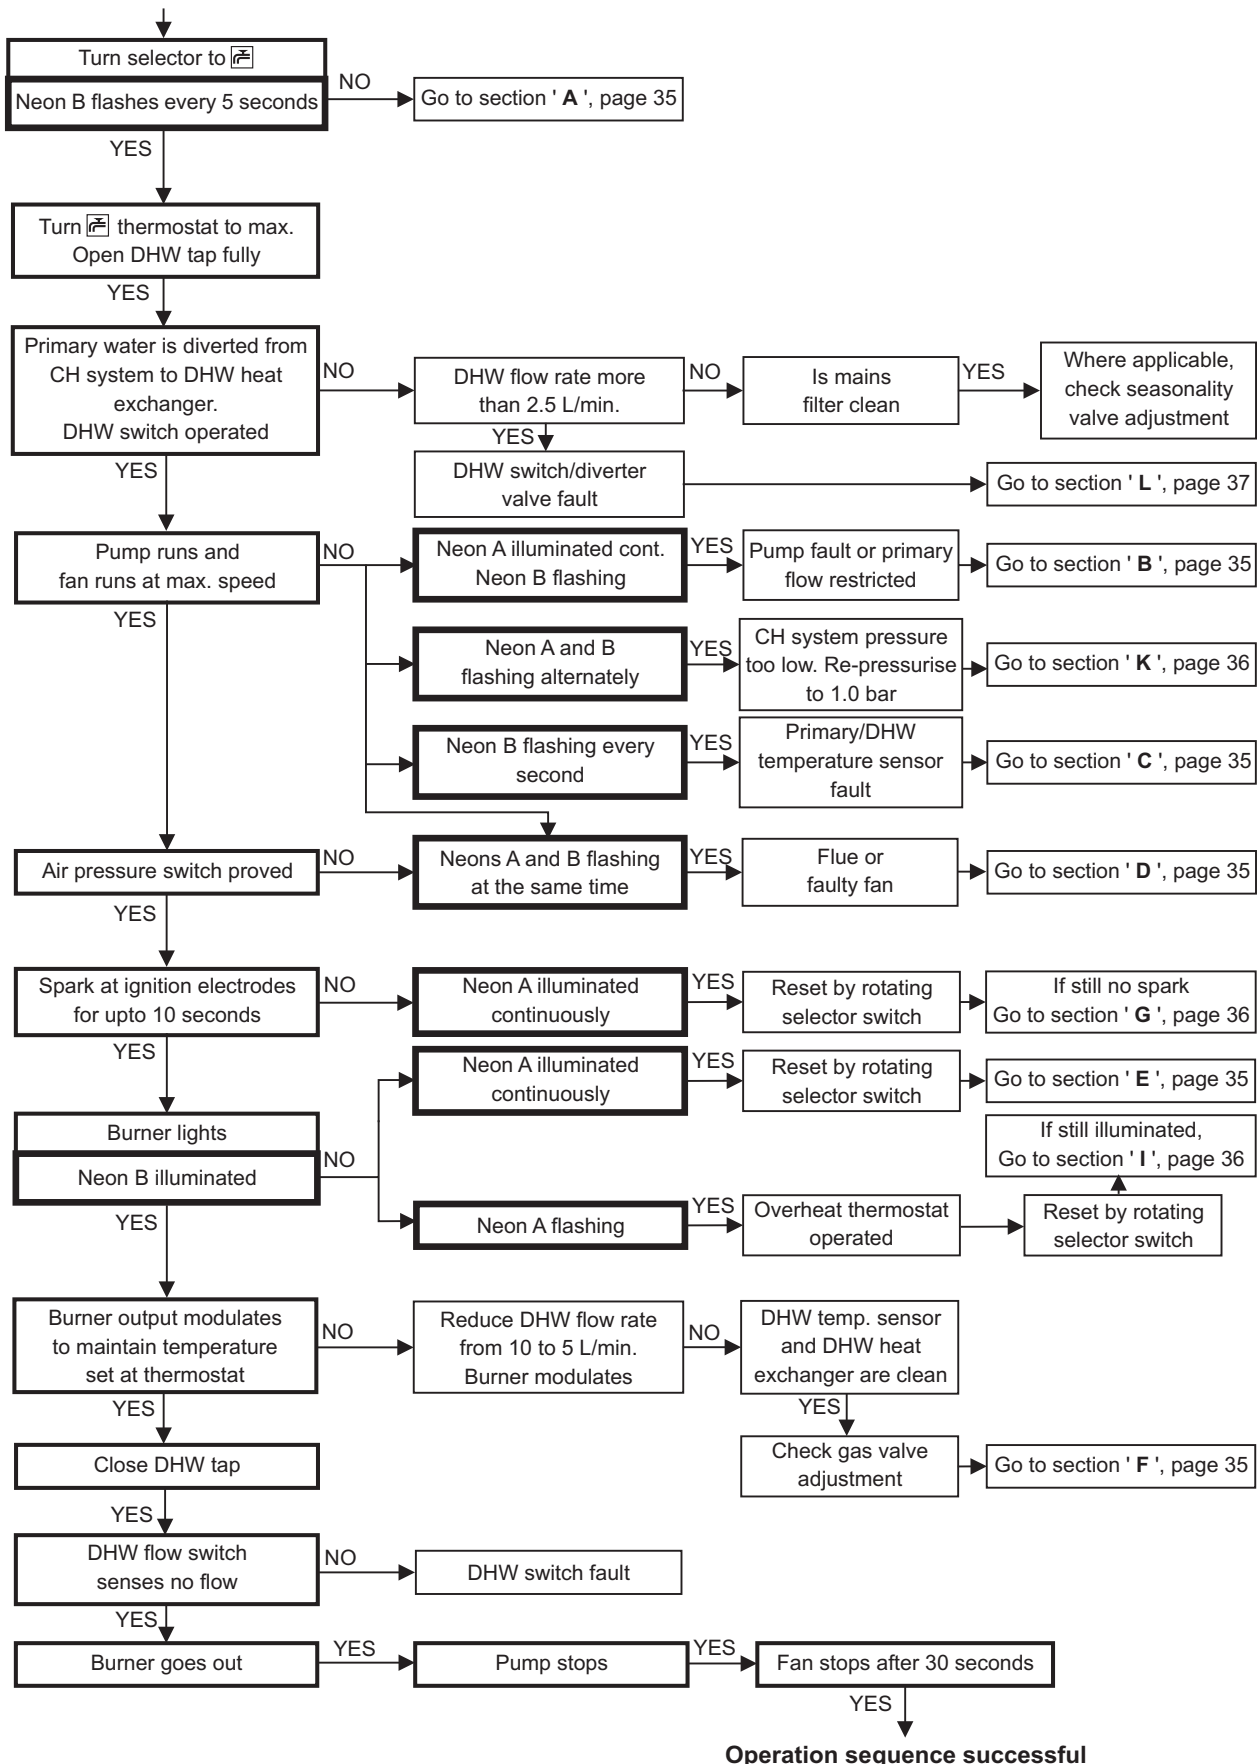 Turn selector to
Neon B flashes every 5 seconds
NO
Go to section ' A ', page 35
YES
Turn thermostat to max.
Open DHW tap fully
YES
Primary water is diverted from
CH system to DHW heat
exchanger.
DHW switch operated
NO
DHW flow rate more
than 2.5 L/min.
NO
Is mains
filter clean
YES
Where applicable,
check seasonality
valve adjustment
YES
DHW switch/diverter
valve fault
Go to section ' L ', page 37
YES
Pump runs and
fan runs at max. speed
NO
Neon A illuminated cont.
Neon B flashing
YES
Pump fault or primary
flow restricted
Go to section ' B ', page 35
YES
Neon A and B
flashing alternately
YES
CH system pressure
too low. Re-pressurise
to 1.0 bar
Go to section ' K ', page 36
Neon B flashing every
second
YES
Primary/DHW
temperature sensor
fault
Go to section ' C ', page 35
Air pressure switch proved
NO
Neons A and B flashing
at the same time
YES
Flue or
faulty fan
Go to section ' D ', page 35
YES
Spark at ignition electrodes
for upto 10 seconds
NO
Neon A illuminated
continuously
YES
Reset by rotating
selector switch
If still no spark
Go to section ' G ', page 36
YES
Neon A illuminated
continuously
YES
Reset by rotating
selector switch
Go to section ' E ', page 35
Burner lights
Neon B illuminated
NO
If still illuminated,
Go to section ' I ', page 36
Neon A flashing
YES
Overheat thermostat
operated
Reset by rotating
selector switch
YES
Burner output modulates
to maintain temperature
set at thermostat
NO
Reduce DHW flow rate
from 10 to 5 L/min.
Burner modulates
NO
DHW temp. sensor
and DHW heat
exchanger are clean
YES
YES
Close DHW tap
Check gas valve
adjustment
Go to section ' F ', page 35
YES
DHW flow switch
senses no flow
NO
DHW switch fault
YES
Burner goes out
YES
Pump stops
YES
Fan stops after 30 seconds
YES
Operation sequence successful